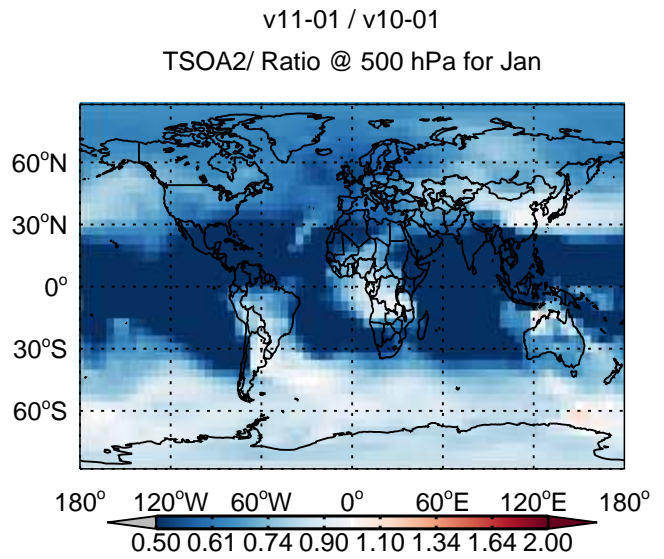 v11-01 / v10-01
TSOA2/ Ratio @ 500 hPa for Jan
60°N
30°N
0°
30°S
60°S
180° 120°W 60°W 0° 60°E 120°E 180°
0.50 0.61 0.74 0.90 1.10 1.34 1.64 2.00